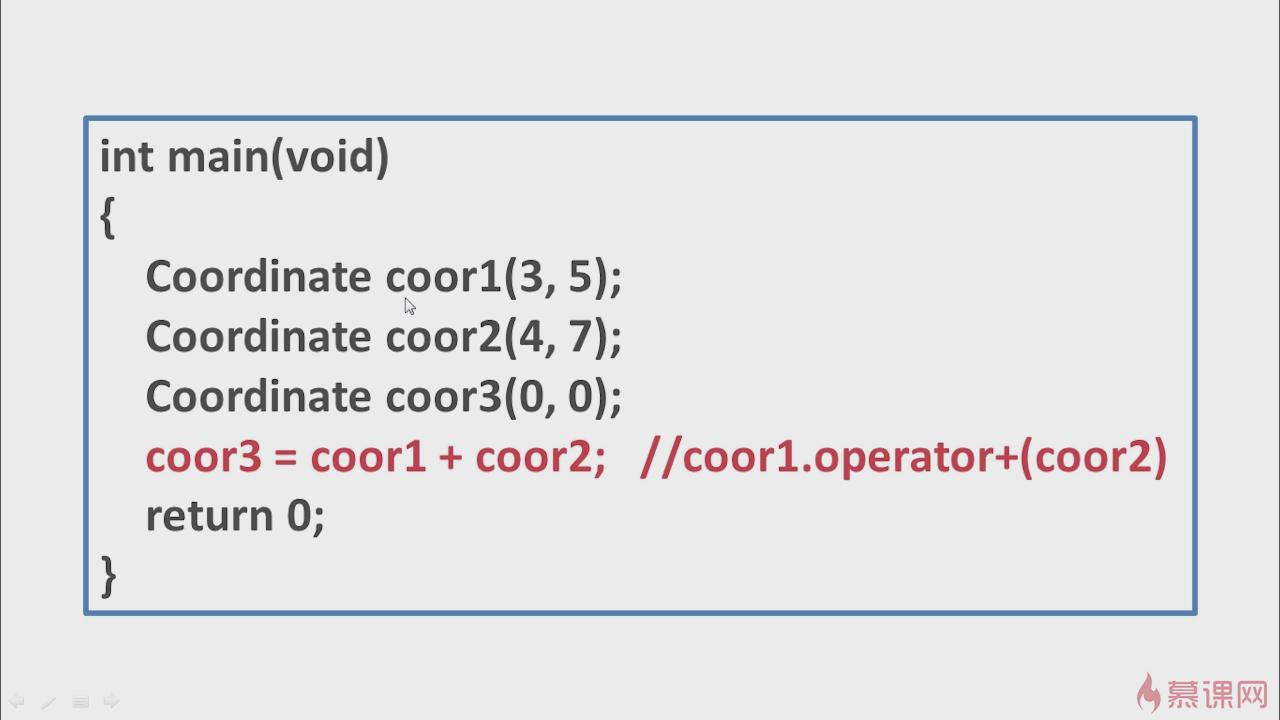 int main(void)
{
Coordinate coor1(3, 5);
Coordinate coor2(4, 7);
Coordinate coor3(0, 0);
coor3 = coor1 + coor2;   //coor1.operator+(coor2)
return 0;
}
慕课网